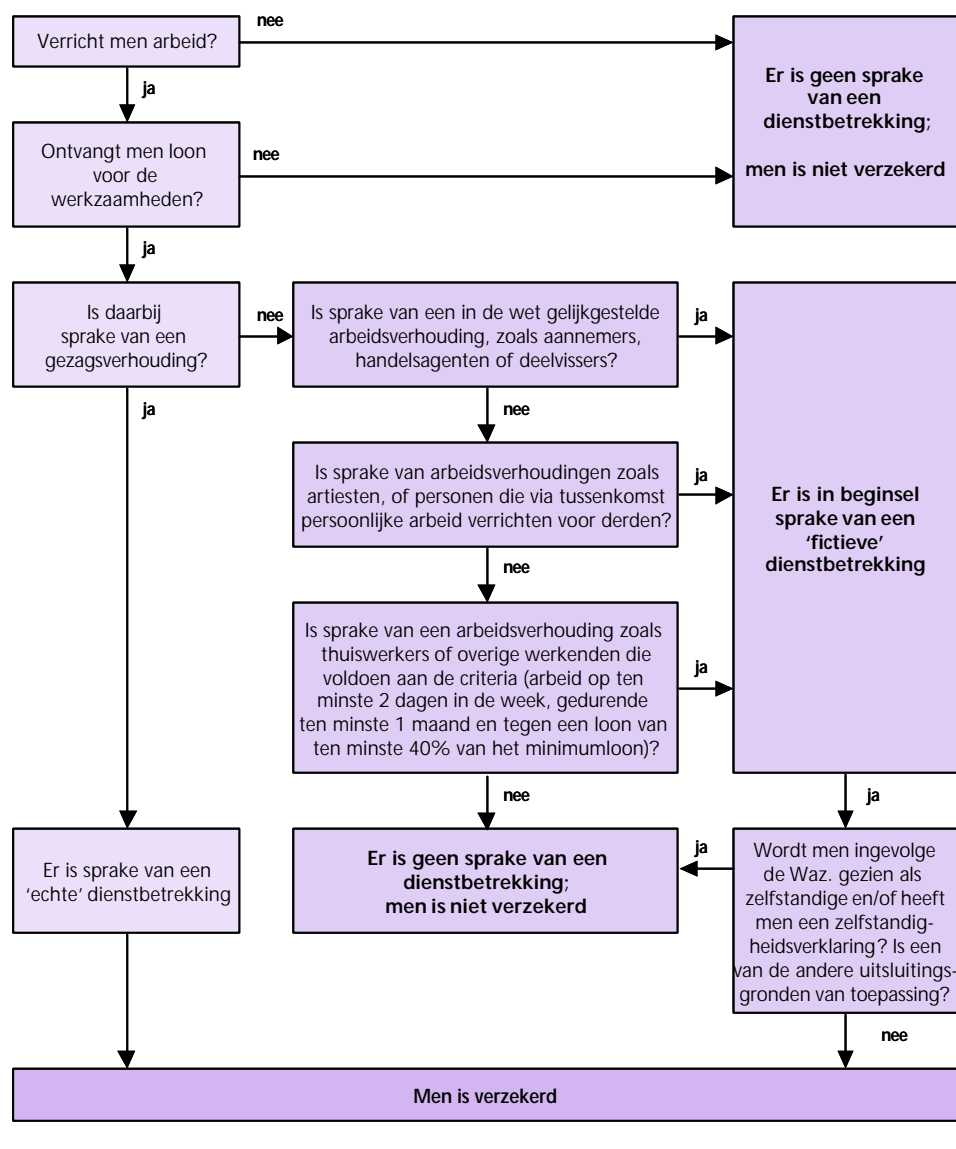 nee
Verricht men arbeid?
ja
Er is geen sprake
van een
dienstbetrekking;
men is niet verzekerd
Ontvangt men loon
voor de
werkzaamheden?
nee
ja
Is daarbij
sprake van een
gezagsverhouding?
nee
Is sprake van een in de wet gelijkgestelde
arbeidsverhouding, zoals aannemers,
handelsagenten of deelvissers?
ja
ja
nee
Is sprake van arbeidsverhoudingen zoals
artiesten, of personen die via tussenkomst
persoonlijke arbeid verrichten voor derden?
ja
Er is in beginsel
sprake van een
‘fictieve’
dienstbetrekking
nee
Is sprake van een arbeidsverhouding zoals
thuiswerkers of overige werkenden die
voldoen aan de criteria (arbeid op ten
minste 2 dagen in de week, gedurende
ten minste 1 maand en tegen een loon van
ten minste 40% van het minimumloon)?
ja
nee
ja
Er is sprake van een
‘echte’ dienstbetrekking
Er is geen sprake van een
dienstbetrekking;
men is niet verzekerd
ja
Wordt men ingevolge
de Waz. gezien als
zelfstandige en/of heeft
men een zelfstandig-
heidsverklaring? Is een
van de andere uitsluitings-
gronden van toepassing?
nee
Men is verzekerd